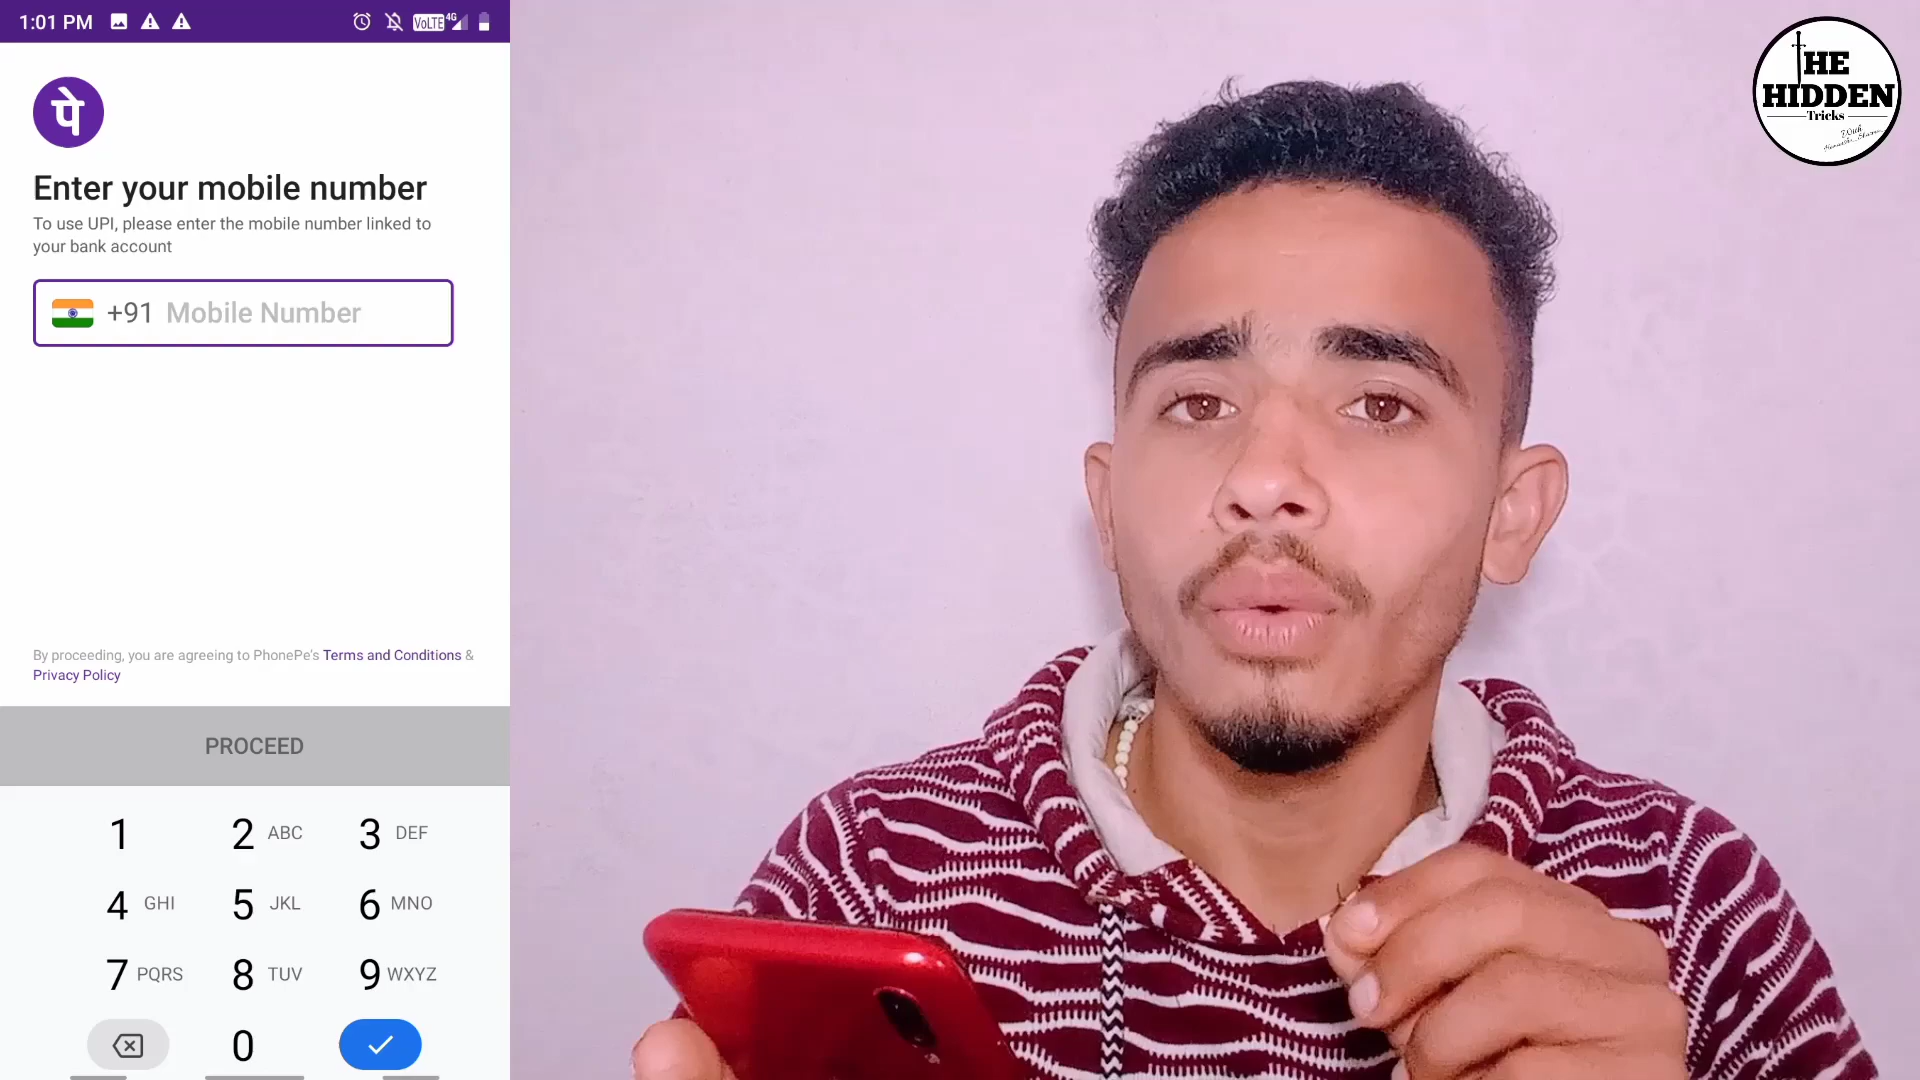 1:01 PM
VoLTE 4G
पे
Enter your mobile number
To use UPI, please enter the mobile number linked to
your bank account
+91 Mobile Number
By proceeding, you are agreeing to PhonePe's Terms and Conditions &
Privacy Policy
PROCEED
1
2 ABC
3 DEF
4 GHI
5 JKL
6 MNO
7 PQRS
8 TUV
9 WXYZ
0
THE
HIDDEN
Tricks
With